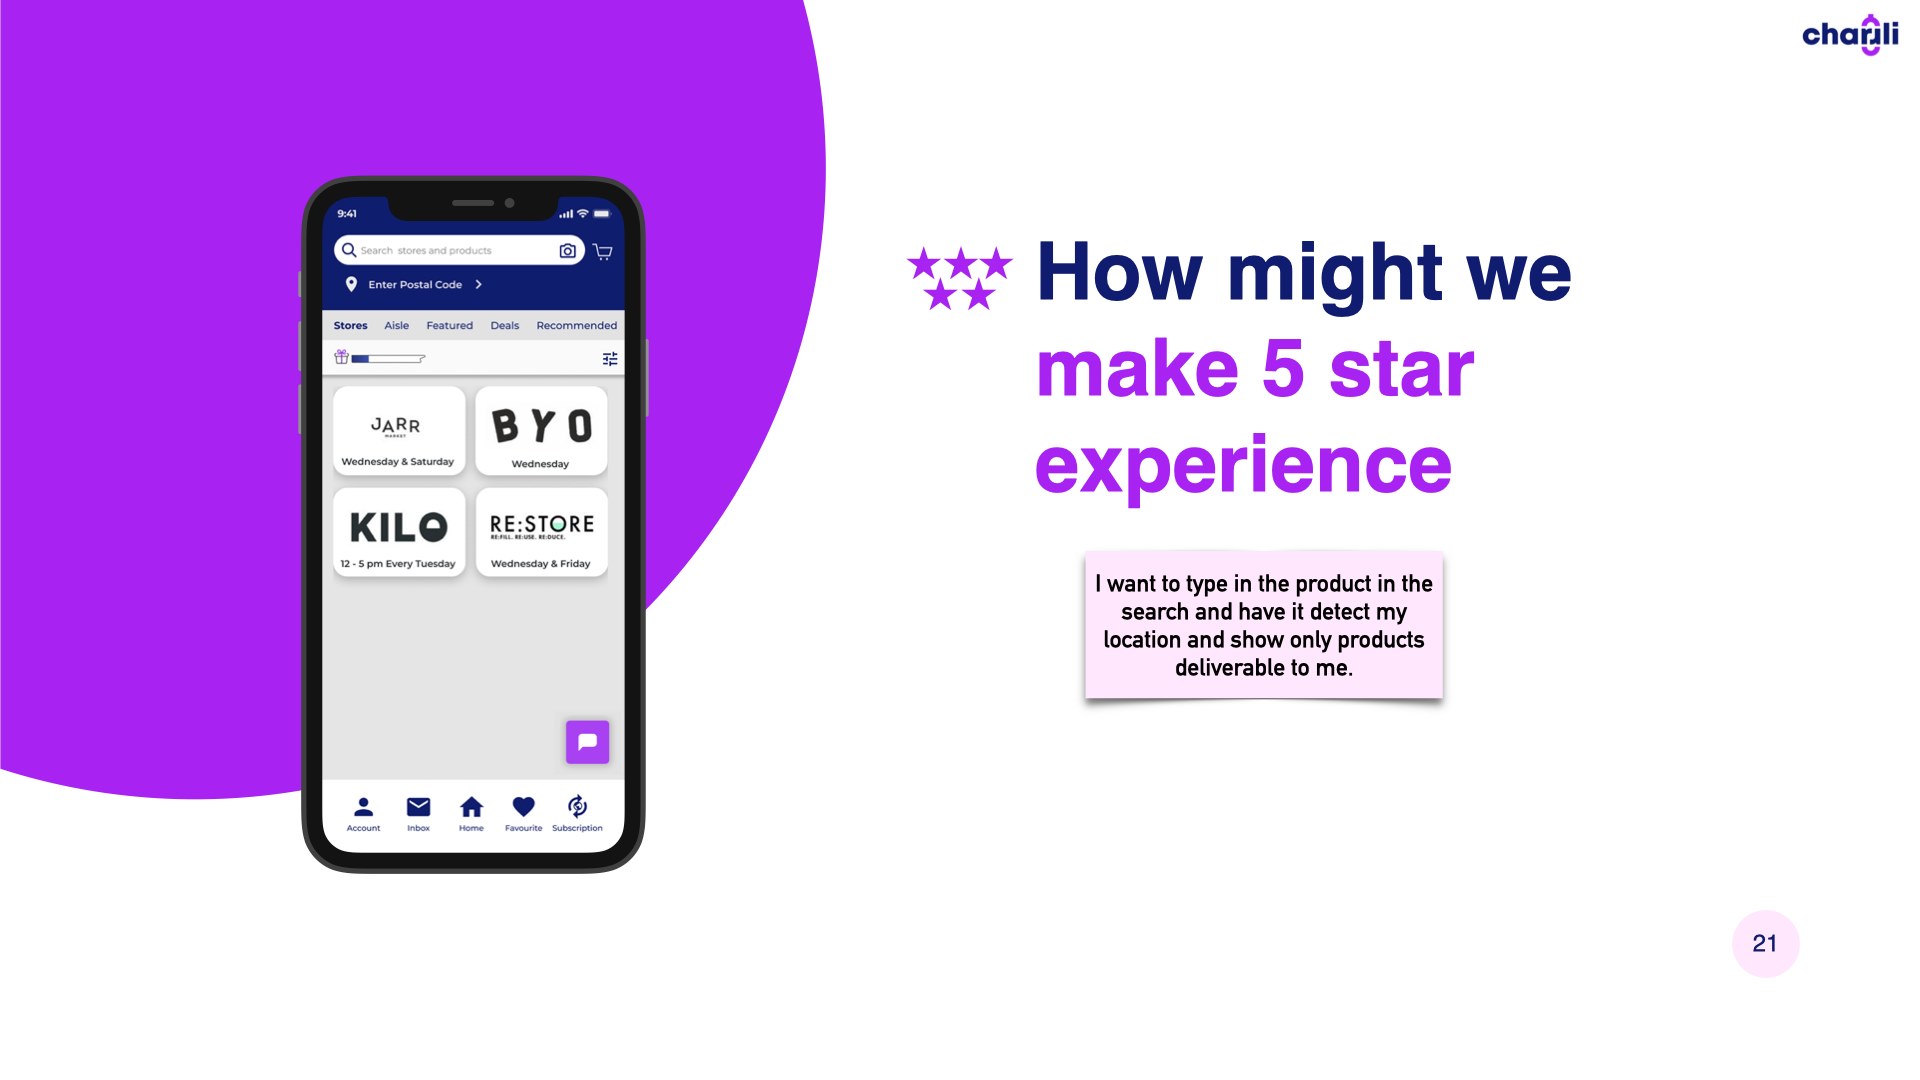 charjli
9:41
Search stores and products
Enter Postal Code
Stores Aisle Featured Deals Recommended
JARR
MARKET
Wednesday & Saturday
BYO
Wednesday
KILO
12 - 5 pm Every Tuesday
RE:STORE
RE:FILL. RE:USE. RE:DUCE.
Wednesday & Friday
Account Inbox Home Favourite Subscription
How might we
make 5 star
experience
I want to type in the product in the
search and have it detect my
location and show only products
deliverable to me.
21